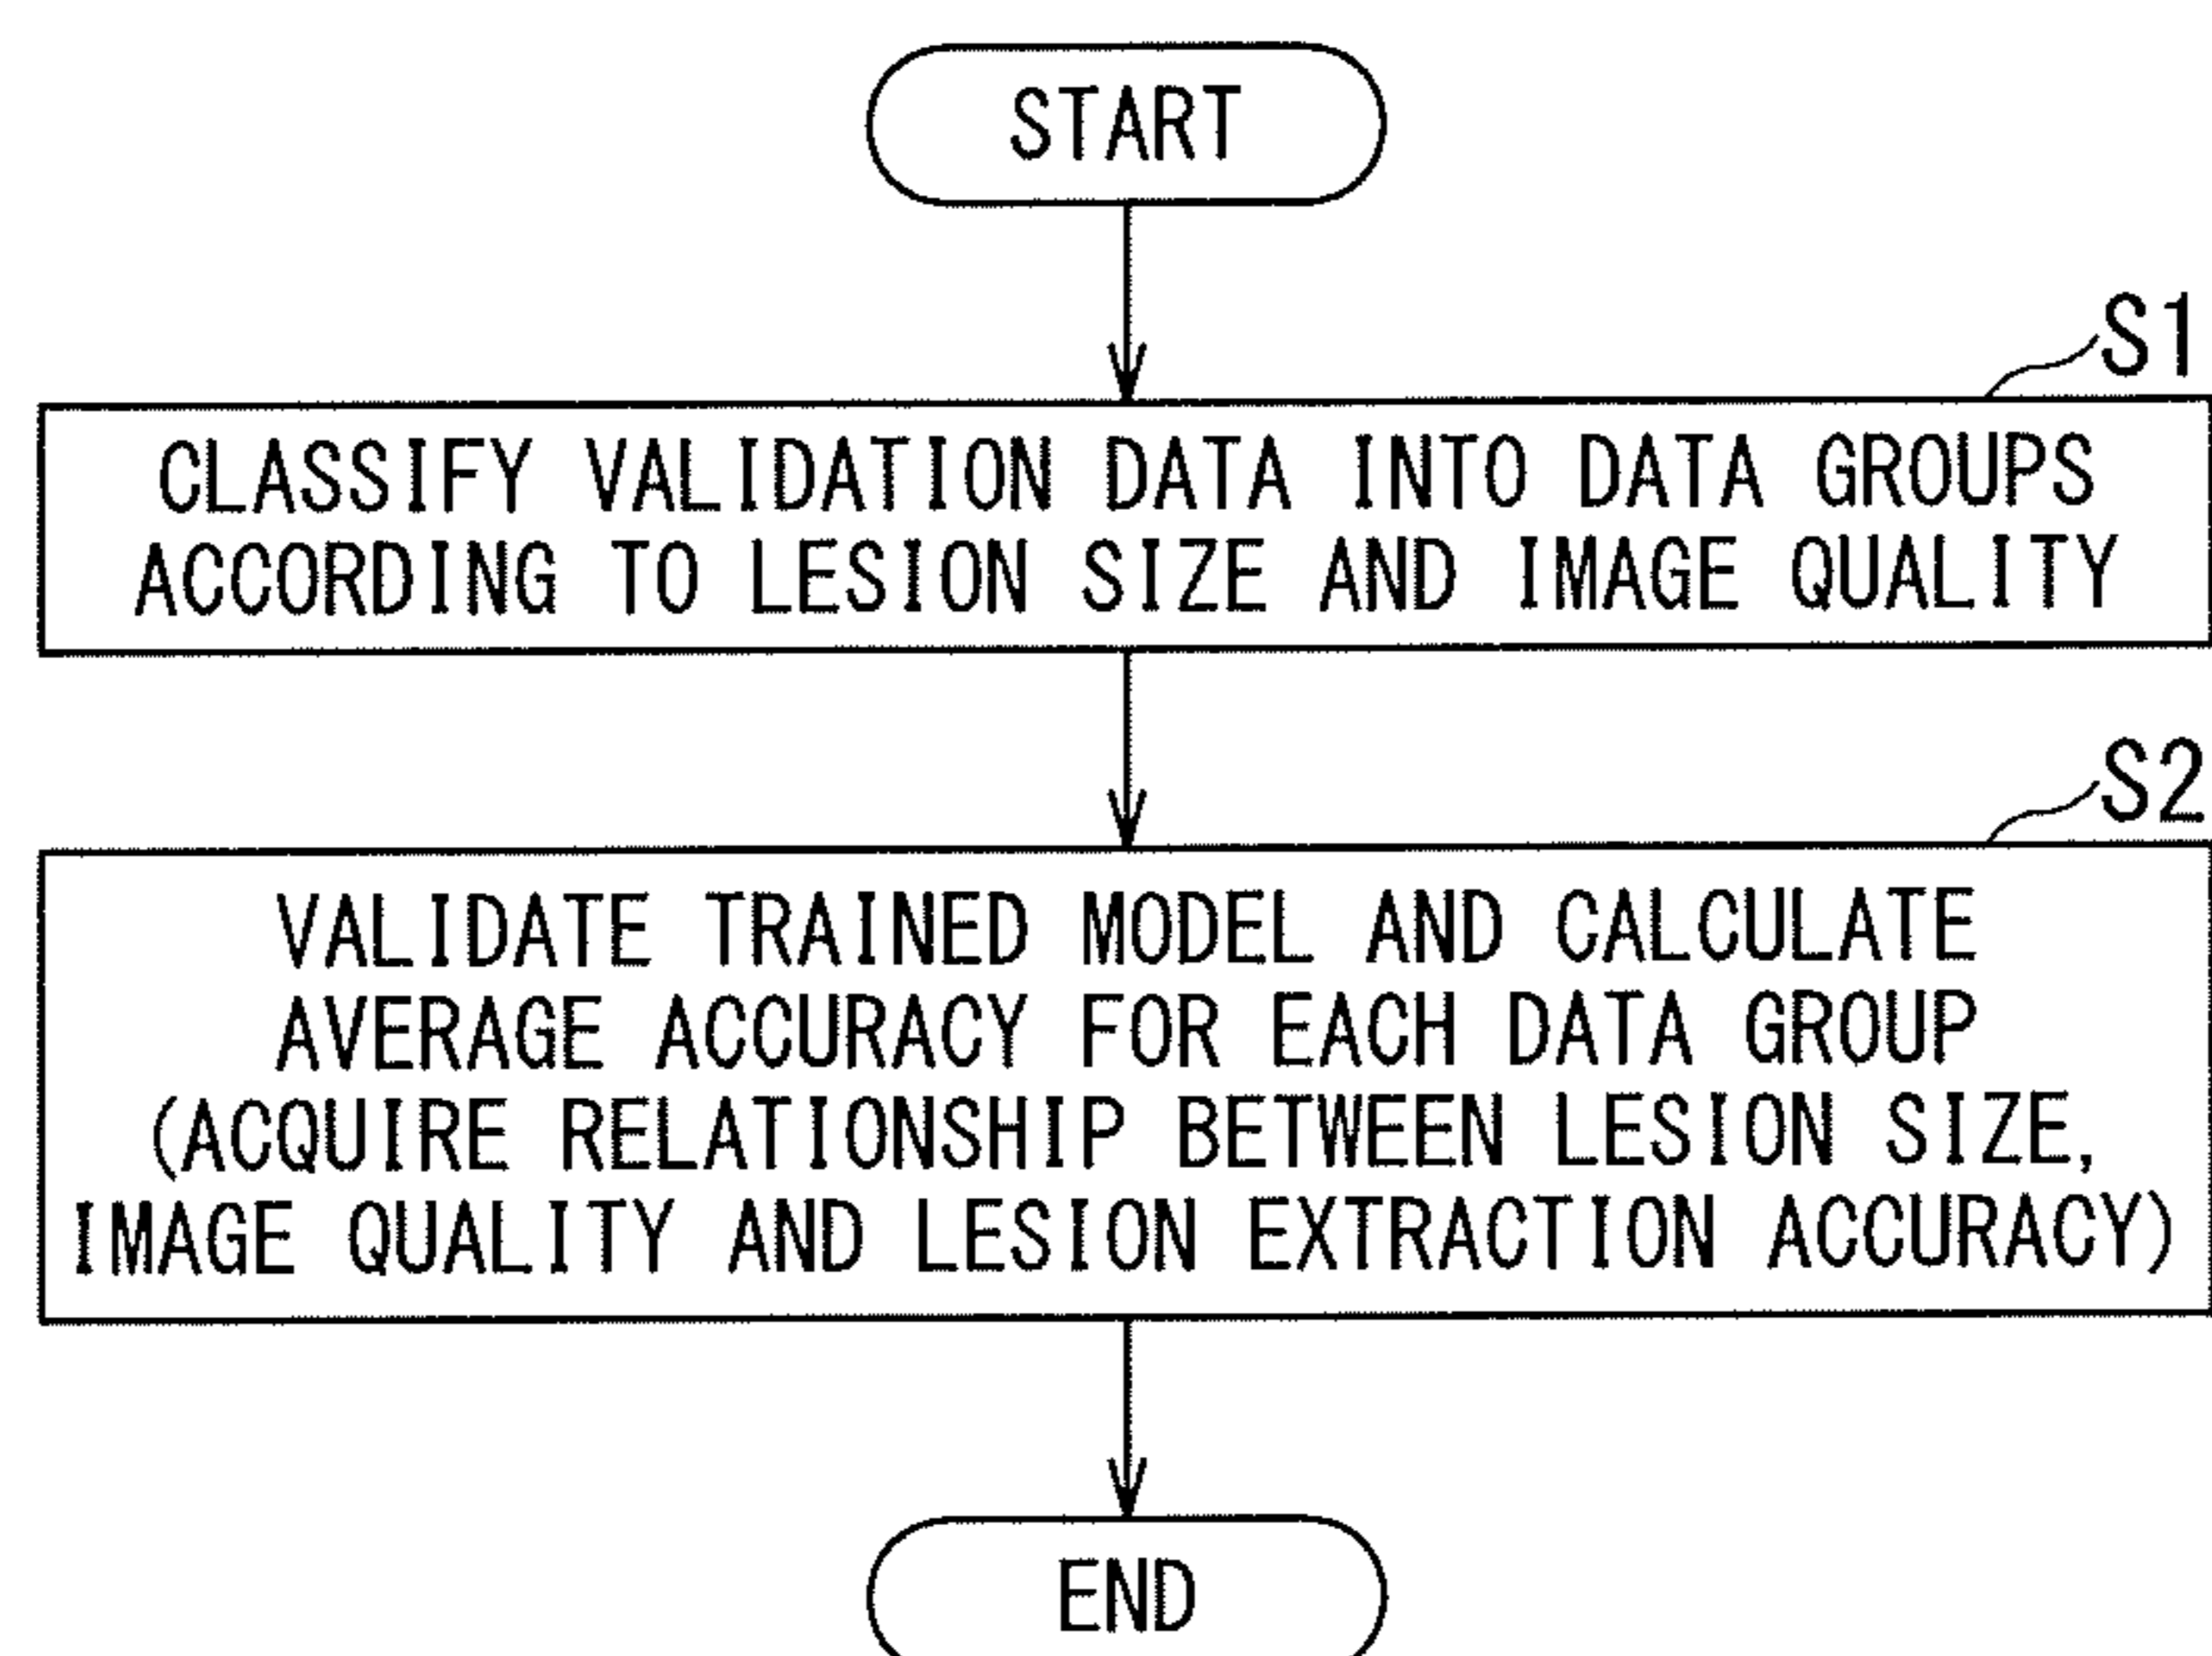 START
S1
CLASSIFY VALIDATION DATA INTO DATA GROUPS
ACCORDING TO LESION SIZE AND IMAGE QUALITY
S2
VALIDATE TRAINED MODEL AND CALCULATE
AVERAGE ACCURACY FOR EACH DATA GROUP
(ACQUIRE RELATIONSHIP BETWEEN LESION SIZE,
IMAGE QUALITY AND LESION EXTRACTION ACCURACY)
END